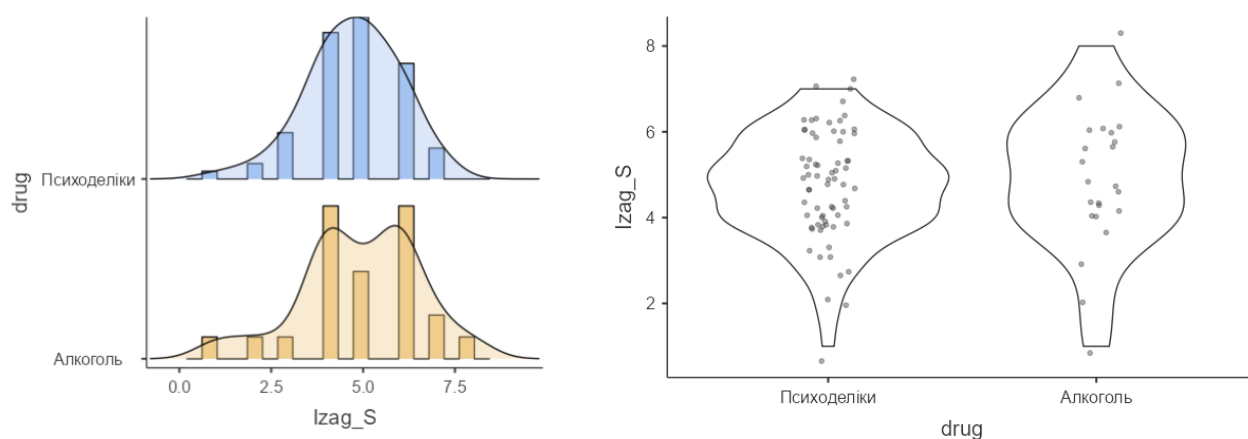 drug
Психоделіки
Алкоголь
0.0 2.5 5.0 7.5
Izag_S
Izag_S
8
6
4
2
Психоделіки Алкоголь
drug